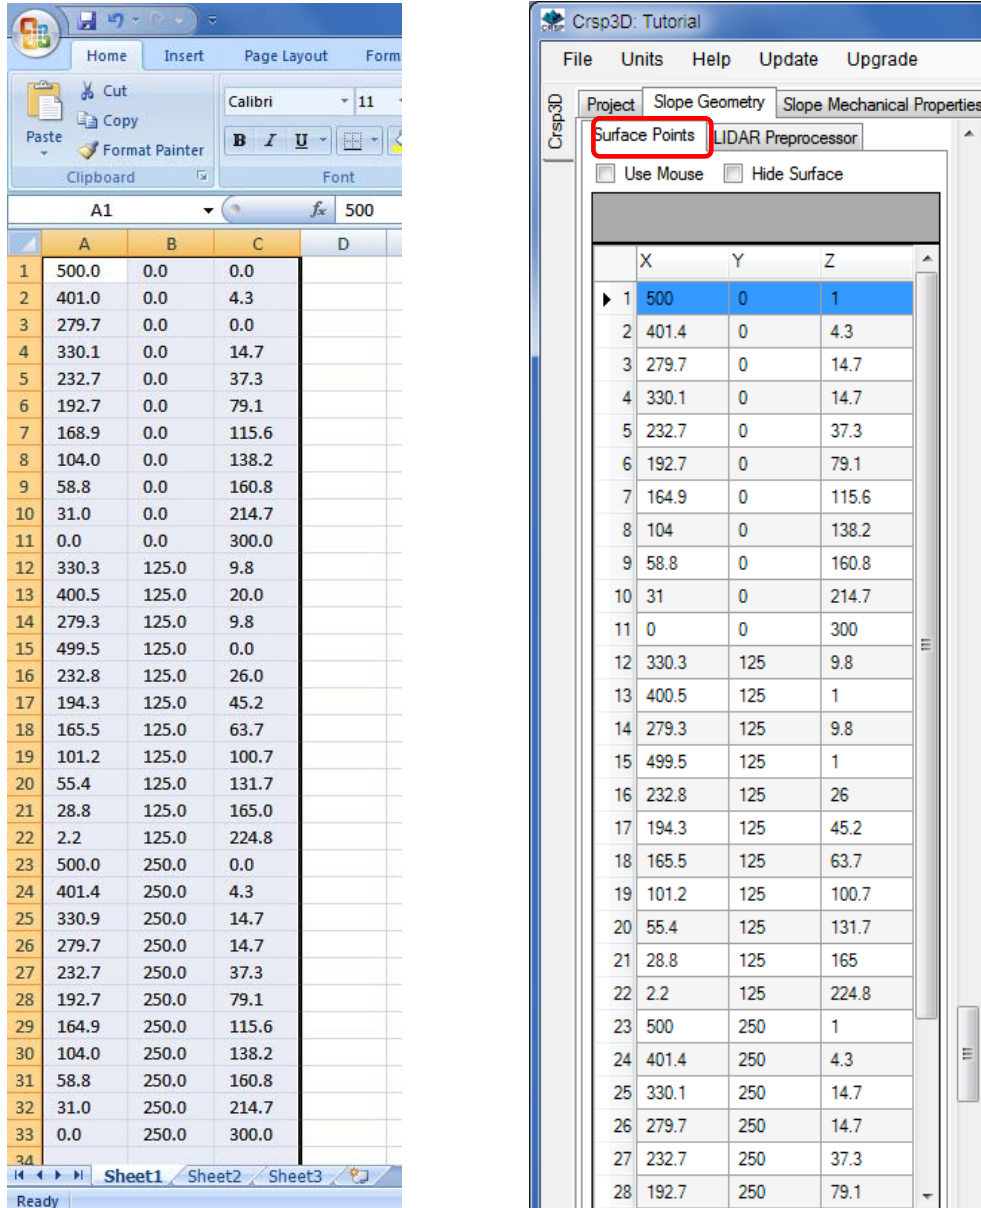 Home Insert Page Layout Form
Cut
Copy
Format Painter
Paste
Calibri 11
B I U
Clipboard Font
A1 fx 500
A B C D
1 500.0 0.0 0.0
2 401.0 0.0 4.3
3 279.7 0.0 0.0
4 330.1 0.0 14.7
5 232.7 0.0 37.3
6 192.7 0.0 79.1
7 168.9 0.0 115.6
8 104.0 0.0 138.2
9 58.8 0.0 160.8
10 31.0 0.0 214.7
11 0.0 0.0 300.0
12 330.3 125.0 9.8
13 400.5 125.0 20.0
14 279.3 125.0 9.8
15 499.5 125.0 0.0
16 232.8 125.0 26.0
17 194.3 125.0 45.2
18 165.5 125.0 63.7
19 101.2 125.0 100.7
20 55.4 125.0 131.7
21 28.8 125.0 165.0
22 2.2 125.0 224.8
23 500.0 250.0 0.0
24 401.4 250.0 4.3
25 330.9 250.0 14.7
26 279.7 250.0 14.7
27 232.7 250.0 37.3
28 192.7 250.0 79.1
29 164.9 250.0 115.6
30 104.0 250.0 138.2
31 58.8 250.0 160.8
32 31.0 250.0 214.7
33 0.0 250.0 300.0
34
Sheet1 Sheet2 Sheet3
Ready
Crsp3D: Tutorial
File Units Help Update Upgrade
Crsp3D
Project Slope Geometry Slope Mechanical Properties
Surface Points LIDAR Preprocessor
Use Mouse Hide Surface
X Y Z
1 500 0 1
2 401.4 0 4.3
3 279.7 0 14.7
4 330.1 0 14.7
5 232.7 0 37.3
6 192.7 0 79.1
7 164.9 0 115.6
8 104 0 138.2
9 58.8 0 160.8
10 31 0 214.7
11 0 0 300
12 330.3 125 9.8
13 400.5 125 1
14 279.3 125 9.8
15 499.5 125 1
16 232.8 125 26
17 194.3 125 45.2
18 165.5 125 63.7
19 101.2 125 100.7
20 55.4 125 131.7
21 28.8 125 165
22 2.2 125 224.8
23 500 250 1
24 401.4 250 4.3
25 330.1 250 14.7
26 279.7 250 14.7
27 232.7 250 37.3
28 192.7 250 79.1